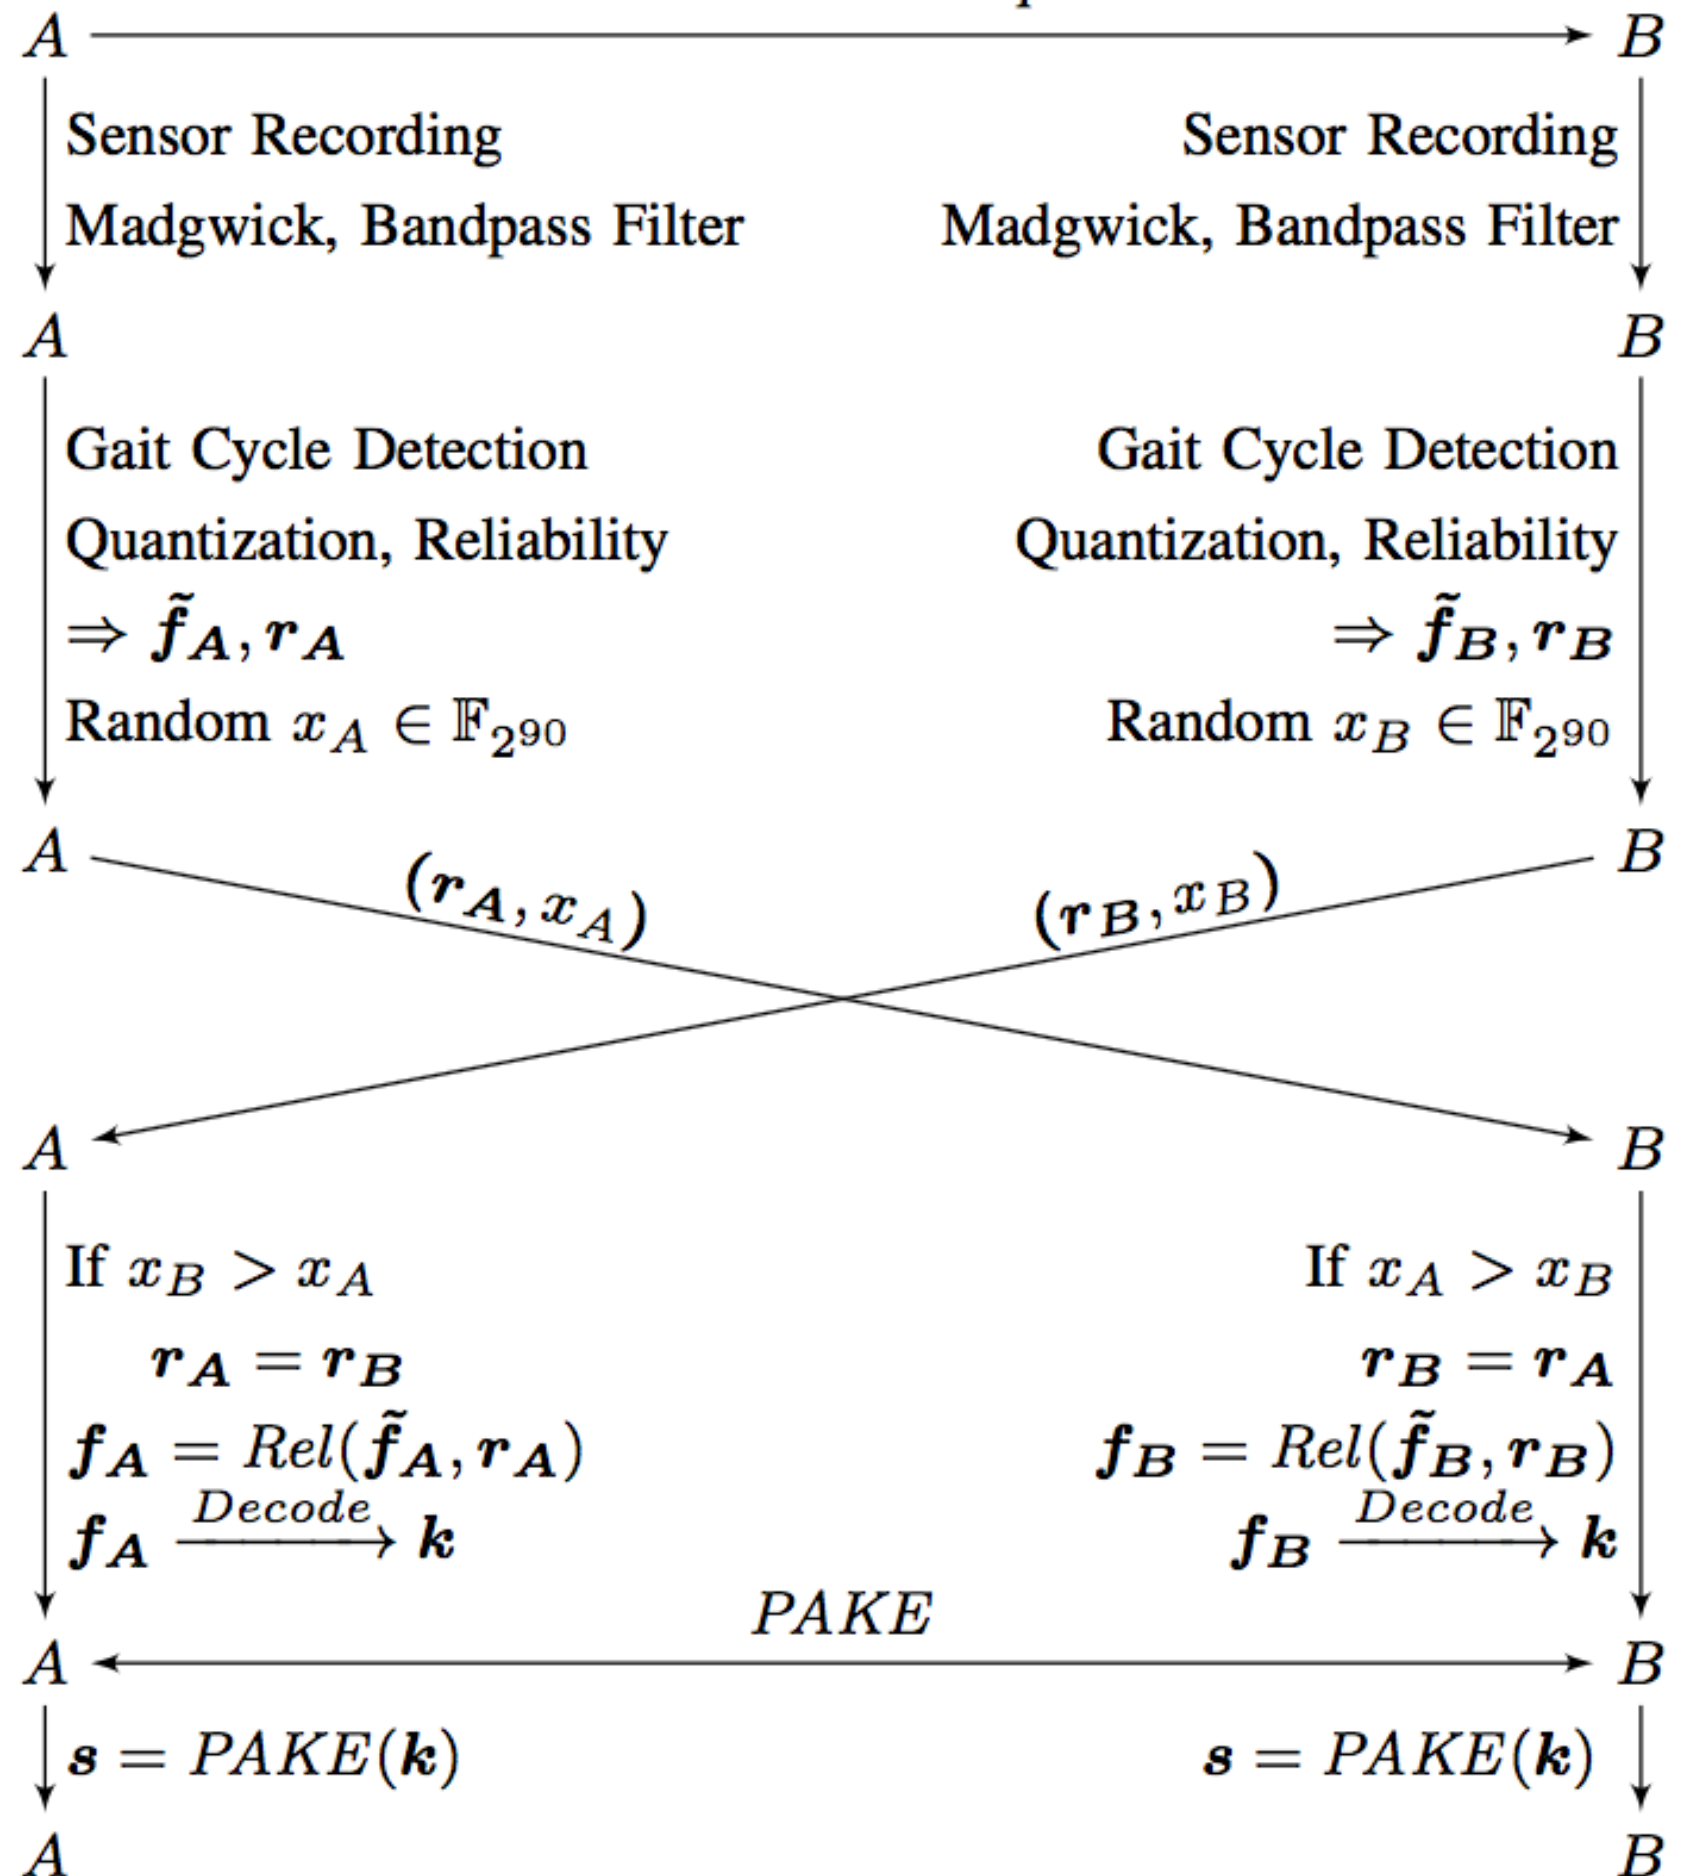 A B
Sensor Recording Sensor Recording
Madgwick, Bandpass Filter Madgwick, Bandpass Filter
A B
Gait Cycle Detection Gait Cycle Detection
Quantization, Reliability Quantization, Reliability
⇒ f̃_A, r_A ⇒ f̃_B, r_B
Random x_A ∈ 𝔽_{2^{90}} Random x_B ∈ 𝔽_{2^{90}}
A B
(r_A, x_A) (r_B, x_B)
A B
If x_B > x_A If x_A > x_B
r_A = r_B r_B = r_A
f_A = Rel(f̃_A, r_A) f_B = Rel(f̃_B, r_B)
f_A Decode→ k f_B Decode→ k
PAKE
A B
s = PAKE(k) s = PAKE(k)
A B